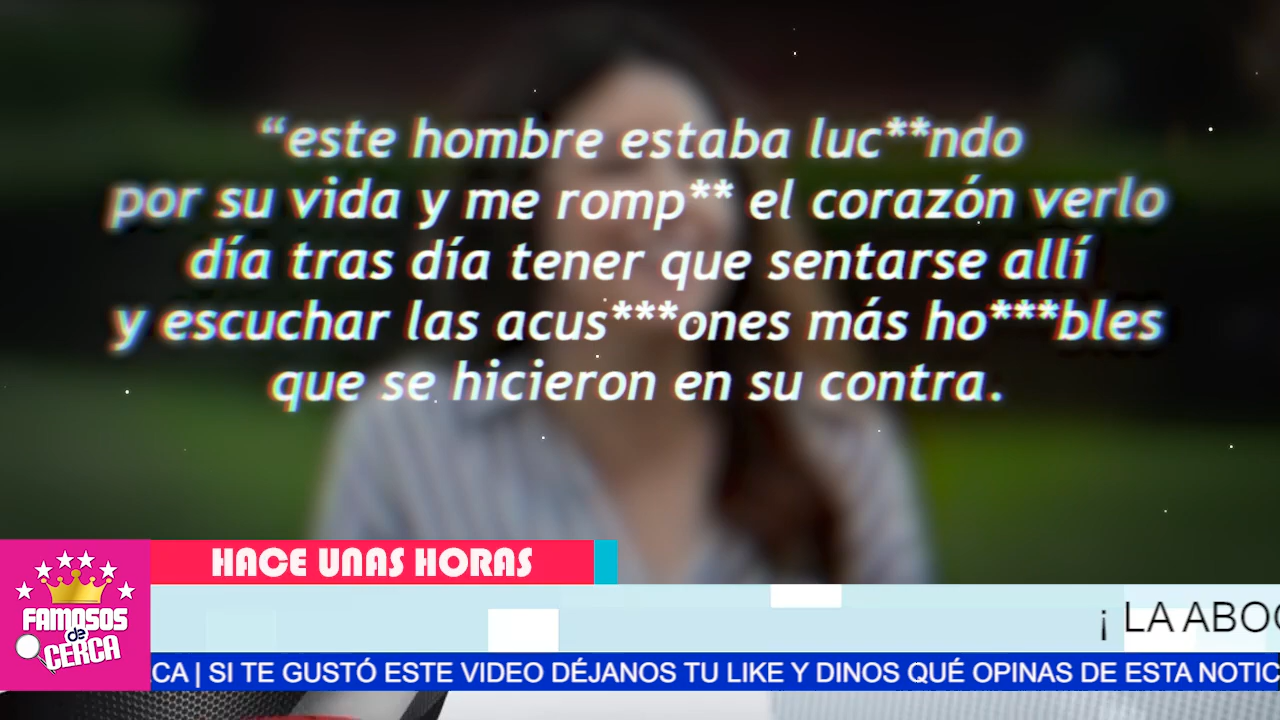 “este hombre estaba luc**ndo
por su vida y me romp** el corazón verlo
día tras día tener que sentarse allí
y escuchar las acus***ones más ho***bles
que se hicieron en su contra.
HACE UNAS HORAS
FAMOSOS
de
CERCA
¡ LA ABO
CA | SI TE GUSTÓ ESTE VIDEO DÉJANOS TU LIKE Y DINOS QUÉ OPINAS DE ESTA NOTIC